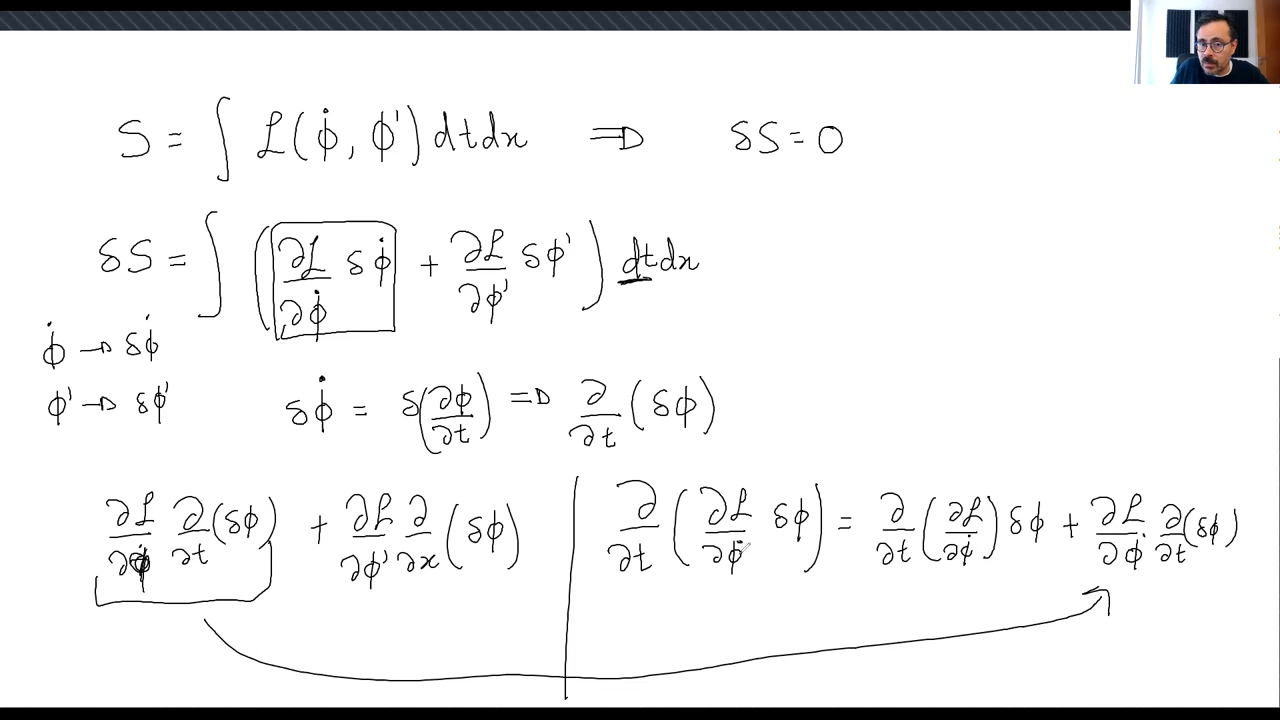 S = ∫ ℒ(φ̇, φ') dt dx ⇒ δS = 0
δS = ∫ (∂ℒ/∂φ̇ δφ̇ + ∂ℒ/∂φ' δφ') dt dx
φ̇ → δφ̇
φ' → δφ'
δφ̇ = δ(∂φ/∂t) ⇒ ∂/∂t (δφ)
∂ℒ/∂φ̇ ∂/∂t (δφ) + ∂ℒ/∂φ' ∂/∂x (δφ)
∂/∂t (∂ℒ/∂φ̇ δφ) = ∂/∂t (∂ℒ/∂φ̇) δφ + ∂ℒ/∂φ̇ ∂/∂t (δφ)